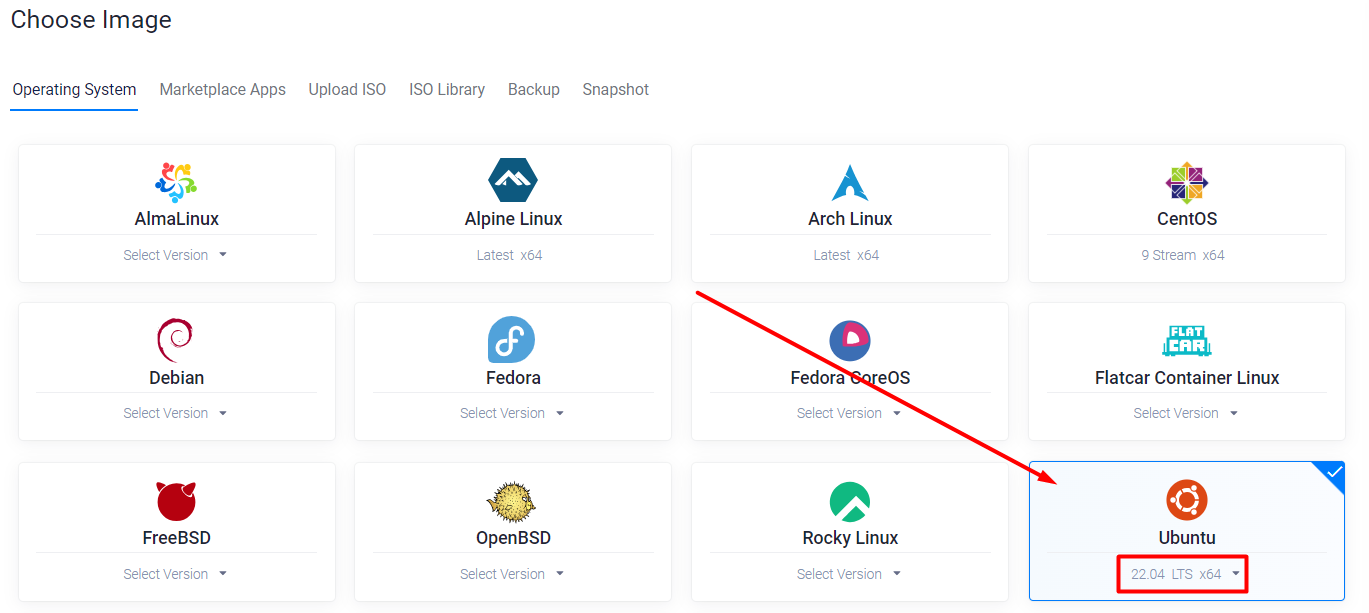 Choose Image
Operating System Marketplace Apps Upload ISO ISO Library Backup Snapshot
AlmaLinux Alpine Linux Arch Linux CentOS
Select Version Latest x64 Latest x64 9 Stream x64
FLAT
CAR
Debian Fedora Fedora CoreOS Flatcar Container Linux
Select Version Select Version Select Version Select Version
FreeBSD OpenBSD Rocky Linux Ubuntu
Select Version Select Version Select Version 22.04 LTS x64